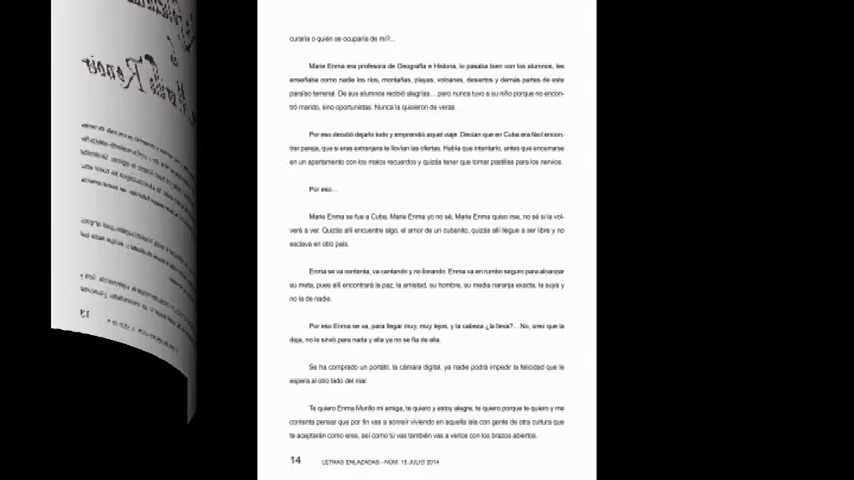 curaría o quién se ocuparía de mí?...
Marie Enma era profesora de Geografía e Historia, lo pasaba bien con los alumnos, les
enseñaba como nadie los ríos, montañas, playas, volcanes, desiertos y demás partes de este
paraíso terrenal. De sus alumnos recibió alegrías... pero nunca tuvo a su niño porque no encon-
tró marido, sino oportunistas. Nunca la quisieron de veras.
Por eso decidió dejarlo todo y emprendió aquel viaje. Decían que en Cuba era fácil encon-
trar pareja, que si eras extranjera te llovían las ofertas. Había que intentarlo, antes que encerrarse
en un apartamento con los malos recuerdos y quizás tener que tomar pastillas para los nervios.
Por eso...
Marie Enma se fue a Cuba, Marie Enma yo no sé, Marie Enma quiso irse, no sé si la vol-
veré a ver. Quizás allí encuentre algo, el amor de un cubanito, quizás allí llegue a ser libre y no
esclava en otro país.
Enma se va contenta, va cantando y no llorando. Enma va en rumbo seguro para alcanzar
su meta, pues allí encontrará la paz, la amistad, su hombre, su media naranja exacta, la suya y
no la de nadie.
Por eso Enma se va, para llegar muy, muy lejos, y la cabeza ¿la lleva?... No, creo que la
deja, no le sirvió para nada y ella ya no se fía de ella.
Se ha comprado un portátil, la cámara digital, ya nadie podrá impedir la felicidad que le
espera al otro lado del mar.
Te quiero Enma Murillo mi amiga, te quiero y estoy alegre, te quiero porque te quiero y me
contenta pensar que por fin vas a sonreír viviendo en aquella isla con gente de otra cultura que
te aceptarán como eres, así como tú vas también vas a verlos con los brazos abiertos.
14 LETRAS ENLAZADAS - NÚM. 15 JULIO 2014